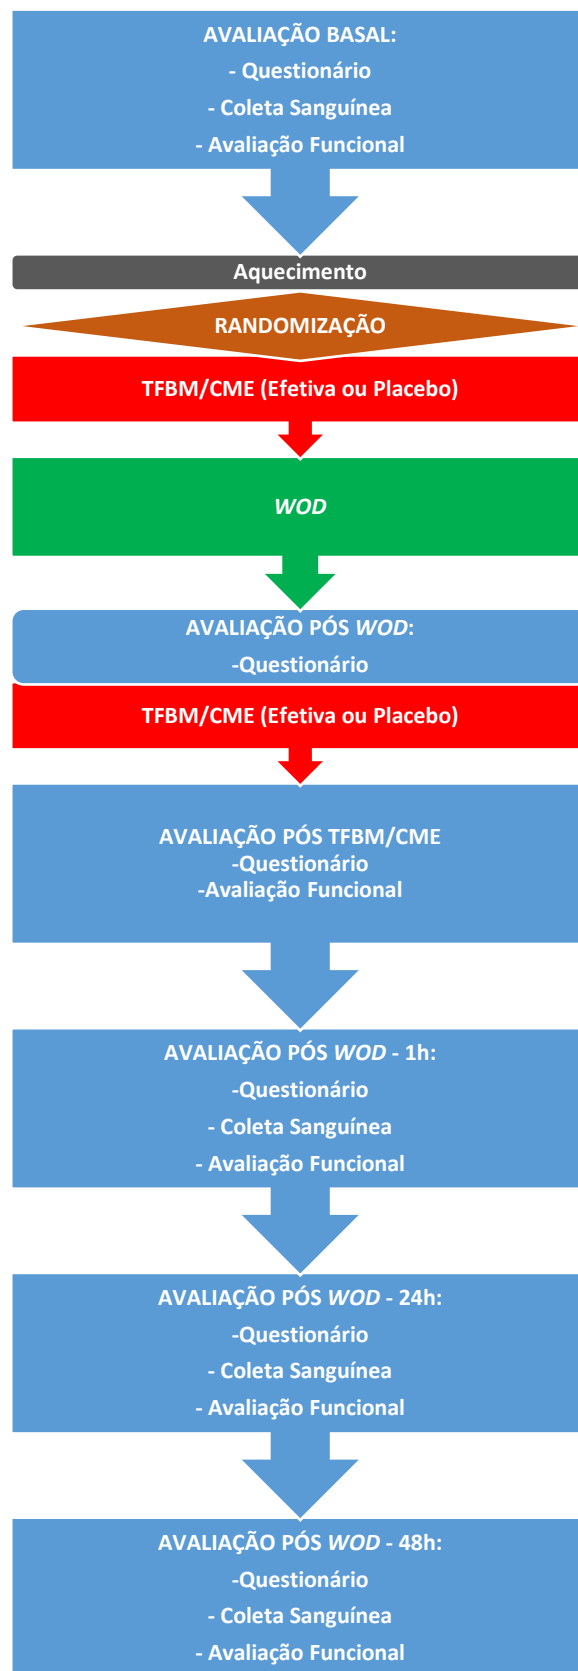 AVALIAÇÃO BASAL:
- Questionário
- Coleta Sanguínea
- Avaliação Funcional
Aquecimento
RANDOMIZAÇÃO
TFBM/CME (Efetiva ou Placebo)
WOD
AVALIAÇÃO PÓS WOD:
-Questionário
TFBM/CME (Efetiva ou Placebo)
AVALIAÇÃO PÓS TFBM/CME
-Questionário
-Avaliação Funcional
AVALIAÇÃO PÓS WOD - 1h:
-Questionário
- Coleta Sanguínea
- Avaliação Funcional
AVALIAÇÃO PÓS WOD - 24h:
-Questionário
- Coleta Sanguínea
- Avaliação Funcional
AVALIAÇÃO PÓS WOD - 48h:
-Questionário
- Coleta Sanguínea
- Avaliação Funcional